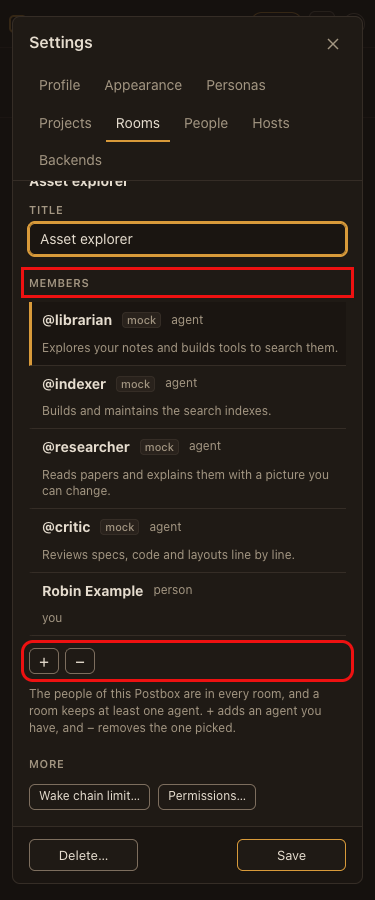 Settings
Profile Appearance Personas
Projects Rooms People Hosts
Backends
Asset explorer
TITLE
Asset explorer
MEMBERS
@librarian mock agent
Explores your notes and builds tools to search them.
@indexer mock agent
Builds and maintains the search indexes.
@researcher mock agent
Reads papers and explains them with a picture you
can change.
@critic mock agent
Reviews specs, code and layouts line by line.
Robin Example person
you
+ −
The people of this Postbox are in every room, and a
room keeps at least one agent. + adds an agent you
have, and − removes the one picked.
MORE
Wake chain limit... Permissions...
Delete... Save